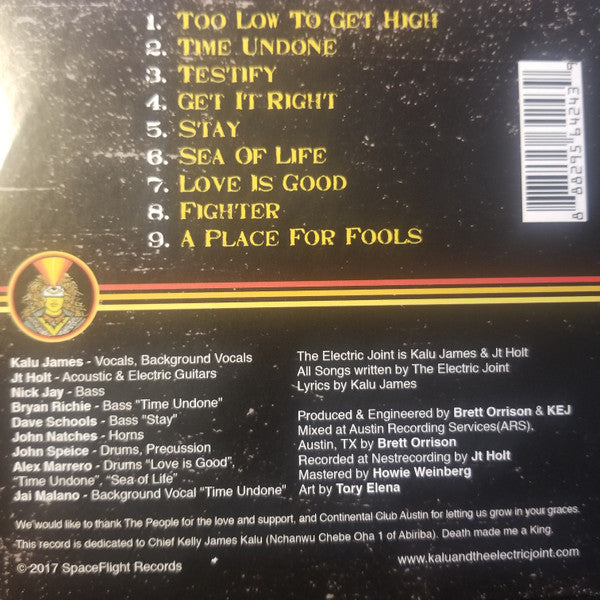 1. Too Low To Get High
2. Time Undone
3. Testify
4. Get It Right
5. Stay
6. Sea Of Life
7. Love Is Good
8. Fighter
9. A Place For Fools
8 88295 64243 6
Kalu James - Vocals, Background Vocals
Jt Holt - Acoustic & Electric Guitars
Nick Jay - Bass
Bryan Richie - Bass "Time Undone"
Dave Schools - Bass "Stay"
John Natches - Horns
John Speice - Drums, Precussion
Alex Marrero - Drums "Love is Good",
"Time Undone", "Sea of Life"
Jai Malano - Background Vocal "Time Undone"
The Electric Joint is Kalu James & Jt Holt
All Songs written by The Electric Joint
Lyrics by Kalu James
Produced & Engineered by Brett Orrison & KEJ
Mixed at Austin Recording Services(ARS),
Austin, TX by Brett Orrison
Recorded at Nestrecording by Jt Holt
Mastered by Howie Weinberg
Art by Tory Elena
We would like to thank The People for the love and support, and Continental Club Austin for letting us grow in your graces.
This record is dedicated to Chief Kelly James Kalu (Nchanwu Chebe Oha 1 of Abiriba). Death made me a King.
www.kaluandtheelectricjoint.com
© 2017 SpaceFlight Records